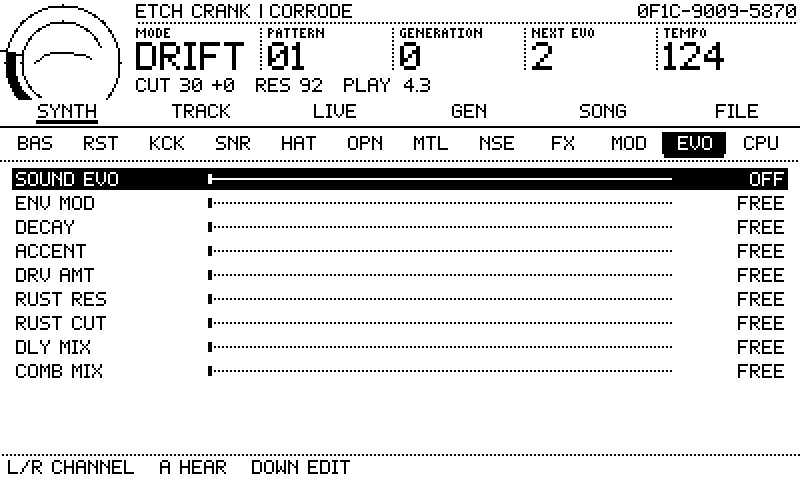 ETCH CRANK | CORRODE 0F1C-9009-5870
MODE PATTERN GENERATION NEXT EVO TEMPO
DRIFT 01 0 2 124
CUT 30 +0 RES 92 PLAY 4.3
SYNTH TRACK LIVE GEN SONG FILE
BAS RST KCK SNR HAT OPN MTL NSE FX MOD EVO CPU
SOUND EVO OFF
ENV MOD FREE
DECAY FREE
ACCENT FREE
DRV AMT FREE
RUST RES FREE
RUST CUT FREE
DLY MIX FREE
COMB MIX FREE
L/R CHANNEL A HEAR DOWN EDIT